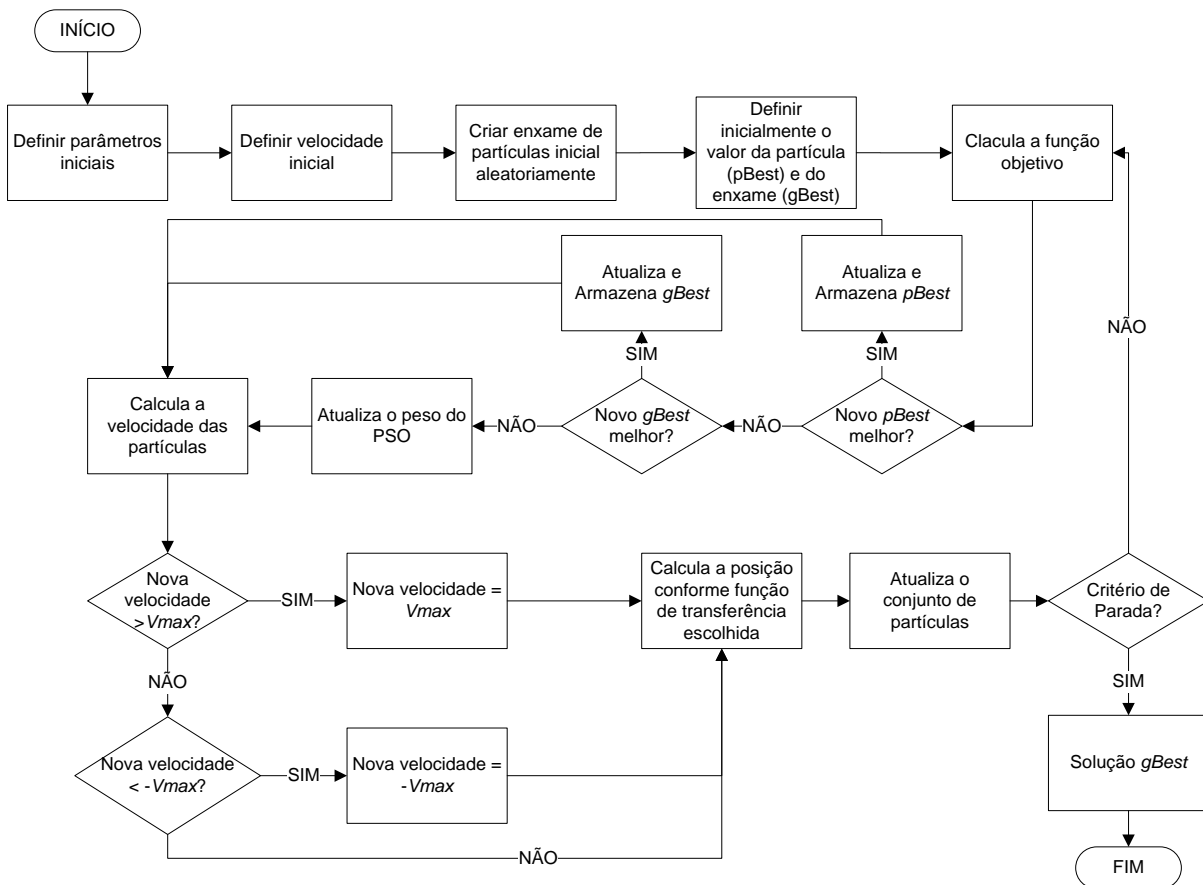 INÍCIO
Definir parâmetros
iniciais
Definir velocidade
inicial
Criar enxame de
partículas inicial
aleatoriamente
Definir
inicialmente o
valor da partícula
(pBest) e do
enxame (gBest)
Clacula a função
objetivo
Atualiza e
Armazena gBest
Atualiza e
Armazena pBest
NÃO
SIM
SIM
Calcula a
velocidade das
partículas
Atualiza o peso do
PSO
NÃO
Novo gBest
melhor?
NÃO
Novo pBest
melhor?
Nova
velocidade
>Vmax?
SIM
Nova velocidade =
Vmax
Calcula a posição
conforme função
de transferência
escolhida
Atualiza o
conjunto de
partículas
Critério de
Parada?
NÃO
SIM
Nova velocidade
< -Vmax?
SIM
Nova velocidade =
-Vmax
Solução gBest
NÃO
FIM